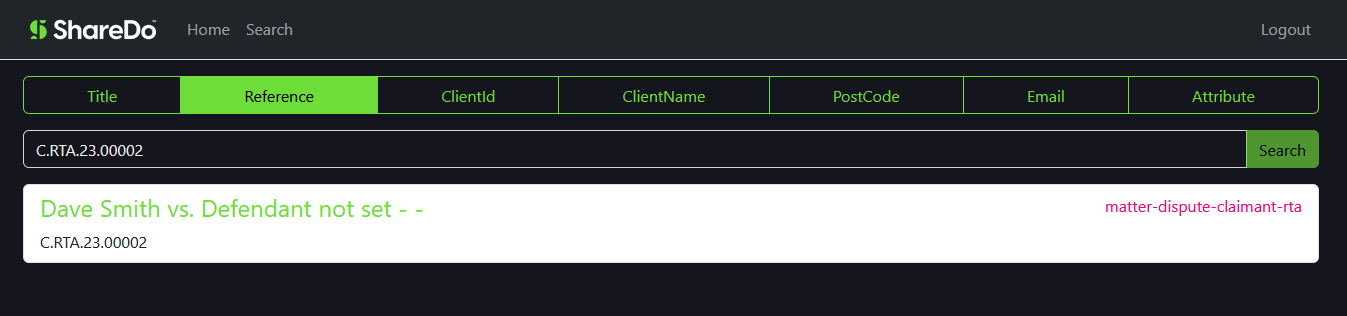 ShareDo™ Home Search Logout
Title Reference ClientId ClientName PostCode Email Attribute
C.RTA.23.00002 Search
Dave Smith vs. Defendant not set - - matter-dispute-claimant-rta
C.RTA.23.00002